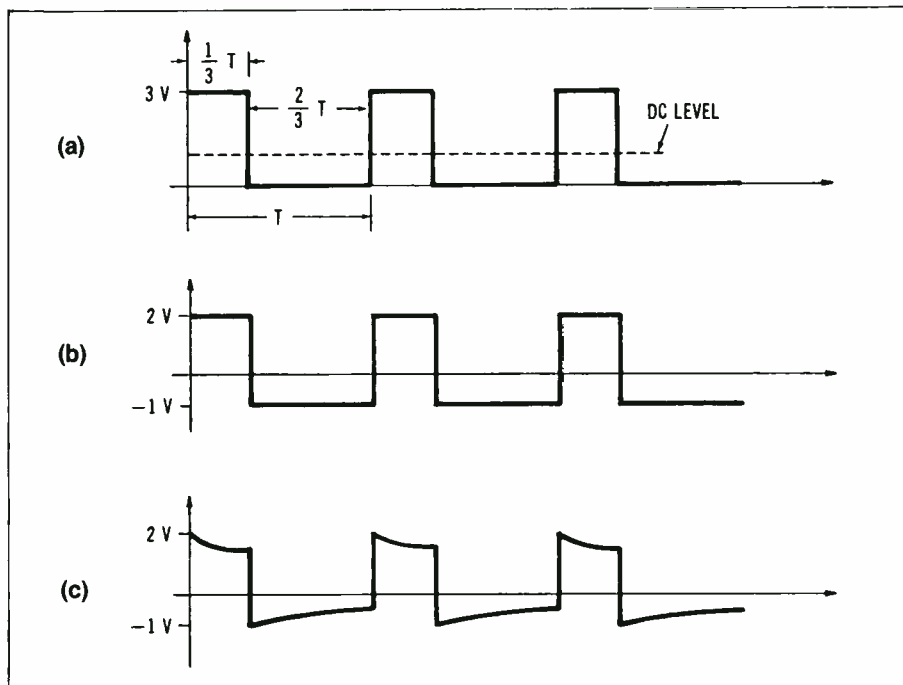 1/3 T
3 V
2/3 T
DC LEVEL
(a)
T
2 V
(b)
−1 V
2 V
(c)
−1 V